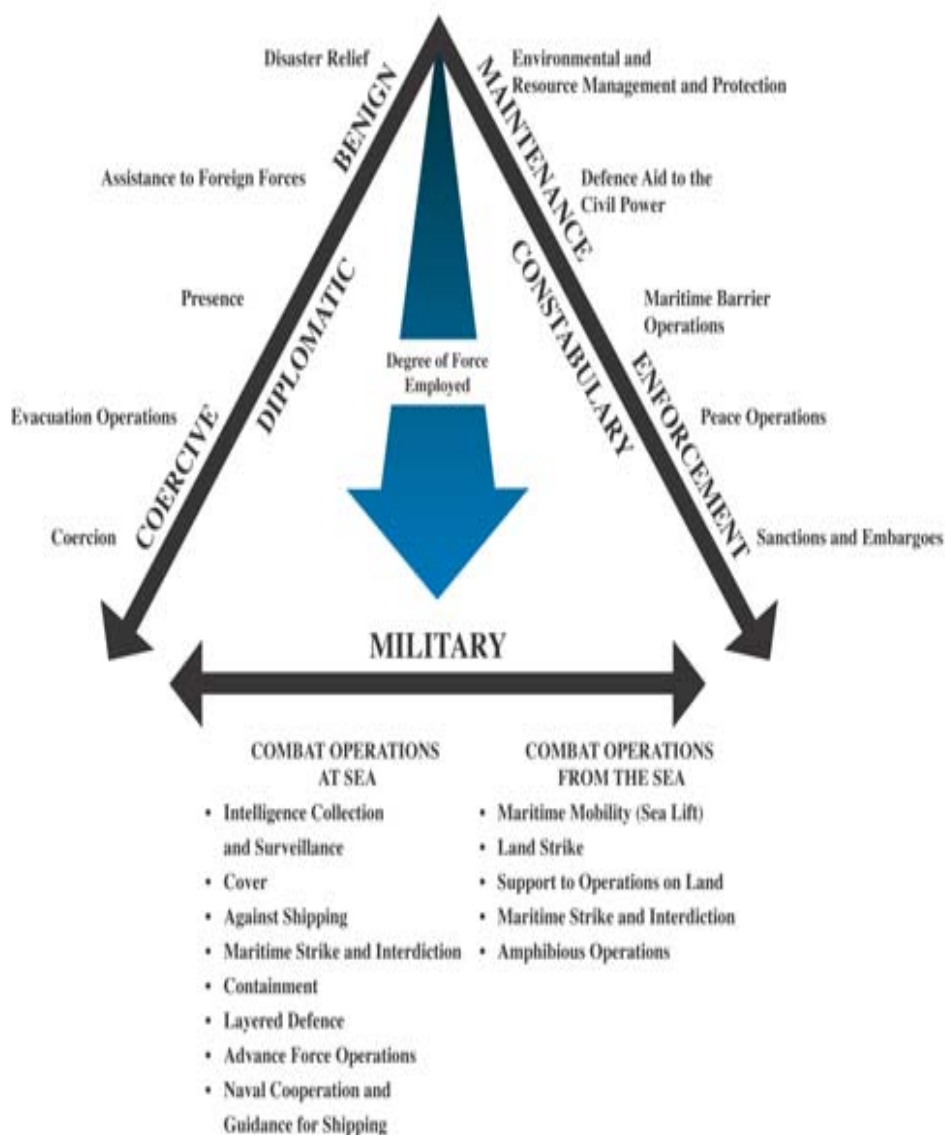 Disaster Relief
BENIGN
Assistance to Foreign Forces
Presence
DIPLOMATIC
Evacuation Operations
COERCIVE
Coercion
Environmental and
Resource Management and Protection
MAINTENANCE
Defence Aid to the
Civil Power
CONSTABULARY
Maritime Barrier
Operations
ENFORCEMENT
Peace Operations
Sanctions and Embargoes
Degree of Force
Employed
MILITARY
COMBAT OPERATIONS
AT SEA
• Intelligence Collection
and Surveillance
• Cover
• Against Shipping
• Maritime Strike and Interdiction
• Containment
• Layered Defence
• Advance Force Operations
• Naval Cooperation and
Guidance for Shipping
COMBAT OPERATIONS
FROM THE SEA
• Maritime Mobility (Sea Lift)
• Land Strike
• Support to Operations on Land
• Maritime Strike and Interdiction
• Amphibious Operations